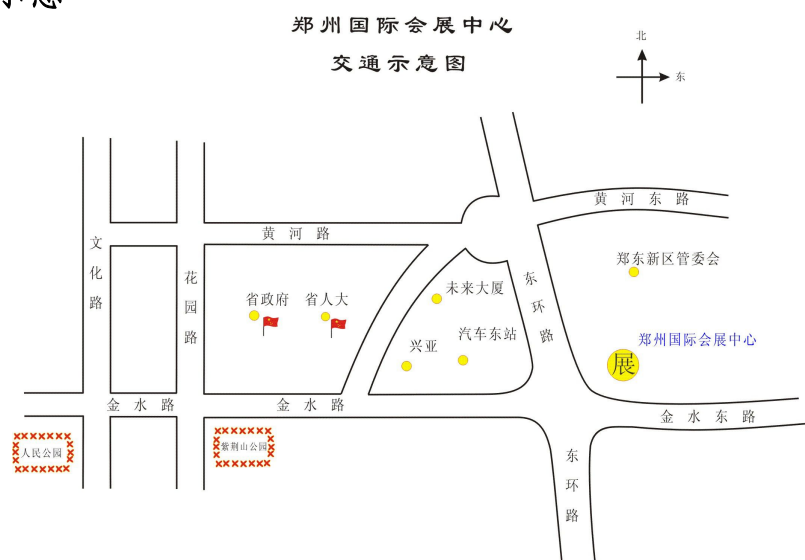 示意
郑州国际会展中心
交通示意图
北
东
黄河东路
黄河路
文化路
花园路
东环路
郑东新区管委会
省政府
省人大
未来大厦
汽车东站
兴亚
郑州国际会展中心
展
金水路
金水路
金水东路
人民公园
紫荆山公园
东环路